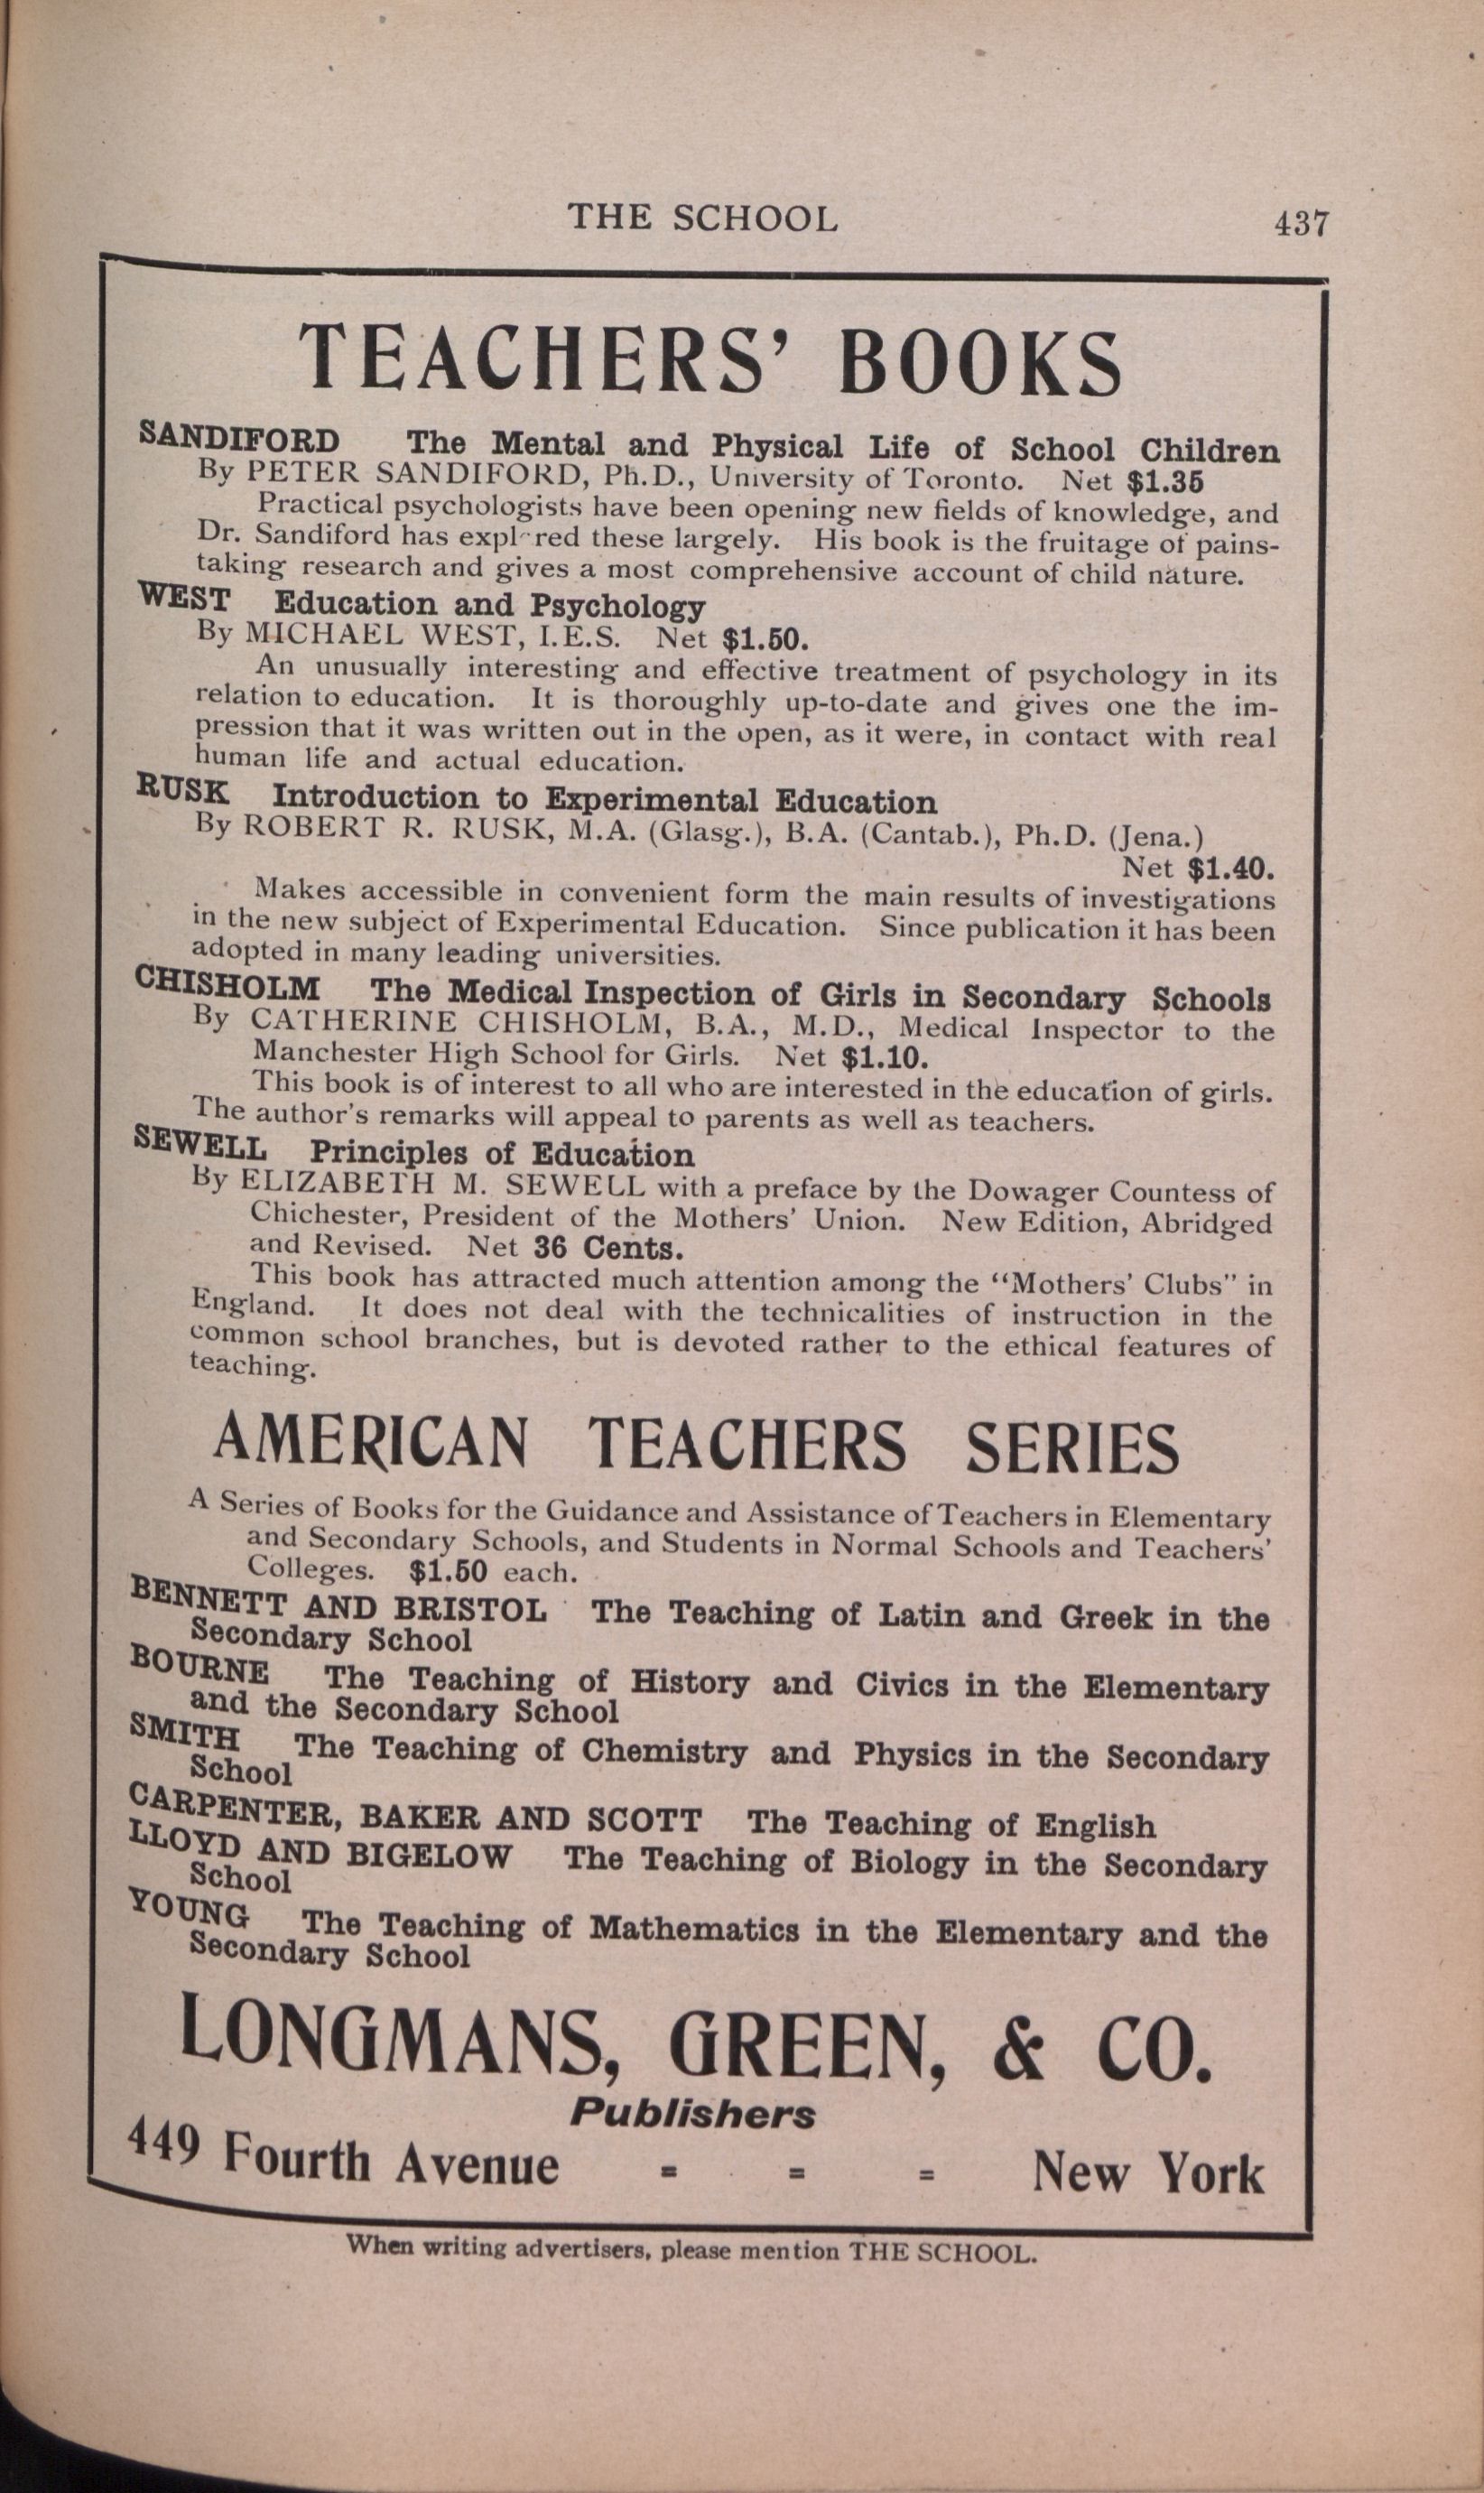 THE SCHOOL 437
TEACHERS' BOOKS
SANDIFORD The Mental and Physical Life of School Children
By PETER SANDIFORD, Ph.D., University of Toronto. Net $1.35
Practical psychologists have been opening new fields of knowledge, and
Dr. Sandiford has expl red these largely. His book is the fruitage of pains-
taking research and gives a most comprehensive account of child nature.
WEST Education and Psychology
By MICHAEL WEST, I.E.S. Net $1.50.
An unusually interesting and effective treatment of psychology in its
relation to education. It is thoroughly up-to-date and gives one the im-
pression that it was written out in the open, as it were, in contact with real
human life and actual education.
RUSK Introduction to Experimental Education
By ROBERT R. RUSK, M.A. (Glasg.), B.A. (Cantab.), Ph.D. (Jena.)
Net $1.40.
Makes accessible in convenient form the main results of investigations
in the new subject of Experimental Education. Since publication it has been
adopted in many leading universities.
CHISHOLM The Medical Inspection of Girls in Secondary Schools
By CATHERINE CHISHOLM, B.A., M.D., Medical Inspector to the
Manchester High School for Girls. Net $1.10.
This book is of interest to all who are interested in the education of girls.
The author's remarks will appeal to parents as well as teachers.
SEWELL Principles of Education
By ELIZABETH M. SEWELL with a preface by the Dowager Countess of
Chichester, President of the Mothers' Union. New Edition, Abridged
and Revised. Net 36 Cents.
This book has attracted much attention among the "Mothers' Clubs" in
England. It does not deal with the technicalities of instruction in the
common school branches, but is devoted rather to the ethical features of
teaching.
AMERICAN TEACHERS SERIES
A Series of Books for the Guidance and Assistance of Teachers in Elementary
and Secondary Schools, and Students in Normal Schools and Teachers'
Colleges. $1.50 each.
BENNETT AND BRISTOL The Teaching of Latin and Greek in the
Secondary School
BOURNE The Teaching of History and Civics in the Elementary
and the Secondary School
SMITH The Teaching of Chemistry and Physics in the Secondary
School
CARPENTER, BAKER AND SCOTT The Teaching of English
LLOYD AND BIGELOW The Teaching of Biology in the Secondary
School
YOUNG The Teaching of Mathematics in the Elementary and the
Secondary School
LONGMANS, GREEN, & CO.
Publishers
449 Fourth Avenue - - - New York
When writing advertisers, please mention THE SCHOOL.